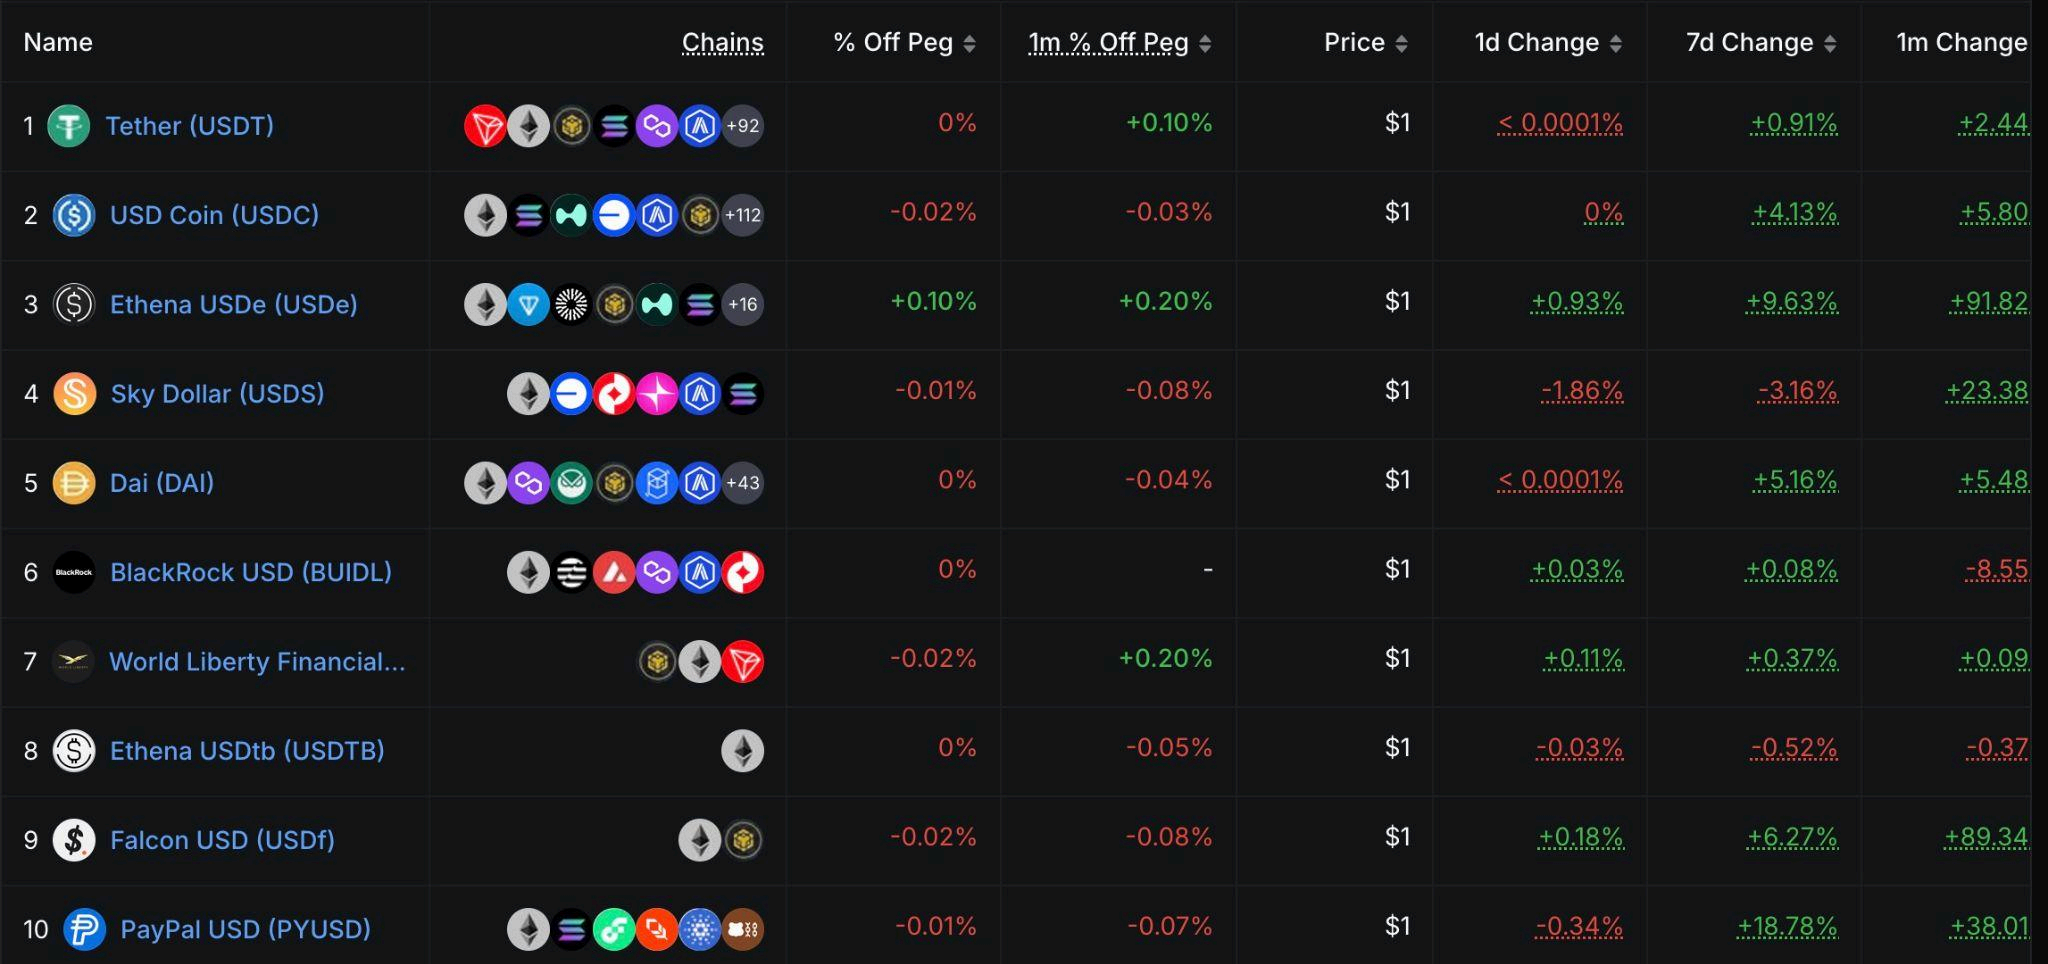 Name Chains % Off Peg 1m % Off Peg Price 1d Change 7d Change 1m Change
1 Tether (USDT) +92 0% +0.10% $1 < 0.0001% +0.91% +2.44
2 USD Coin (USDC) +112 -0.02% -0.03% $1 0% +4.13% +5.80
3 Ethena USDe (USDe) +16 +0.10% +0.20% $1 +0.93% +9.63% +91.82
4 Sky Dollar (USDS) -0.01% -0.08% $1 -1.86% -3.16% +23.38
5 Dai (DAI) +43 0% -0.04% $1 < 0.0001% +5.16% +5.48
6 BlackRock BlackRock USD (BUIDL) 0% - $1 +0.03% +0.08% -8.55
7 World Liberty Financial... -0.02% +0.20% $1 +0.11% +0.37% +0.09
8 Ethena USDtb (USDTB) 0% -0.05% $1 -0.03% -0.52% -0.37
9 Falcon USD (USDf) -0.02% -0.08% $1 +0.18% +6.27% +89.34
10 PayPal USD (PYUSD) -0.01% -0.07% $1 -0.34% +18.78% +38.01